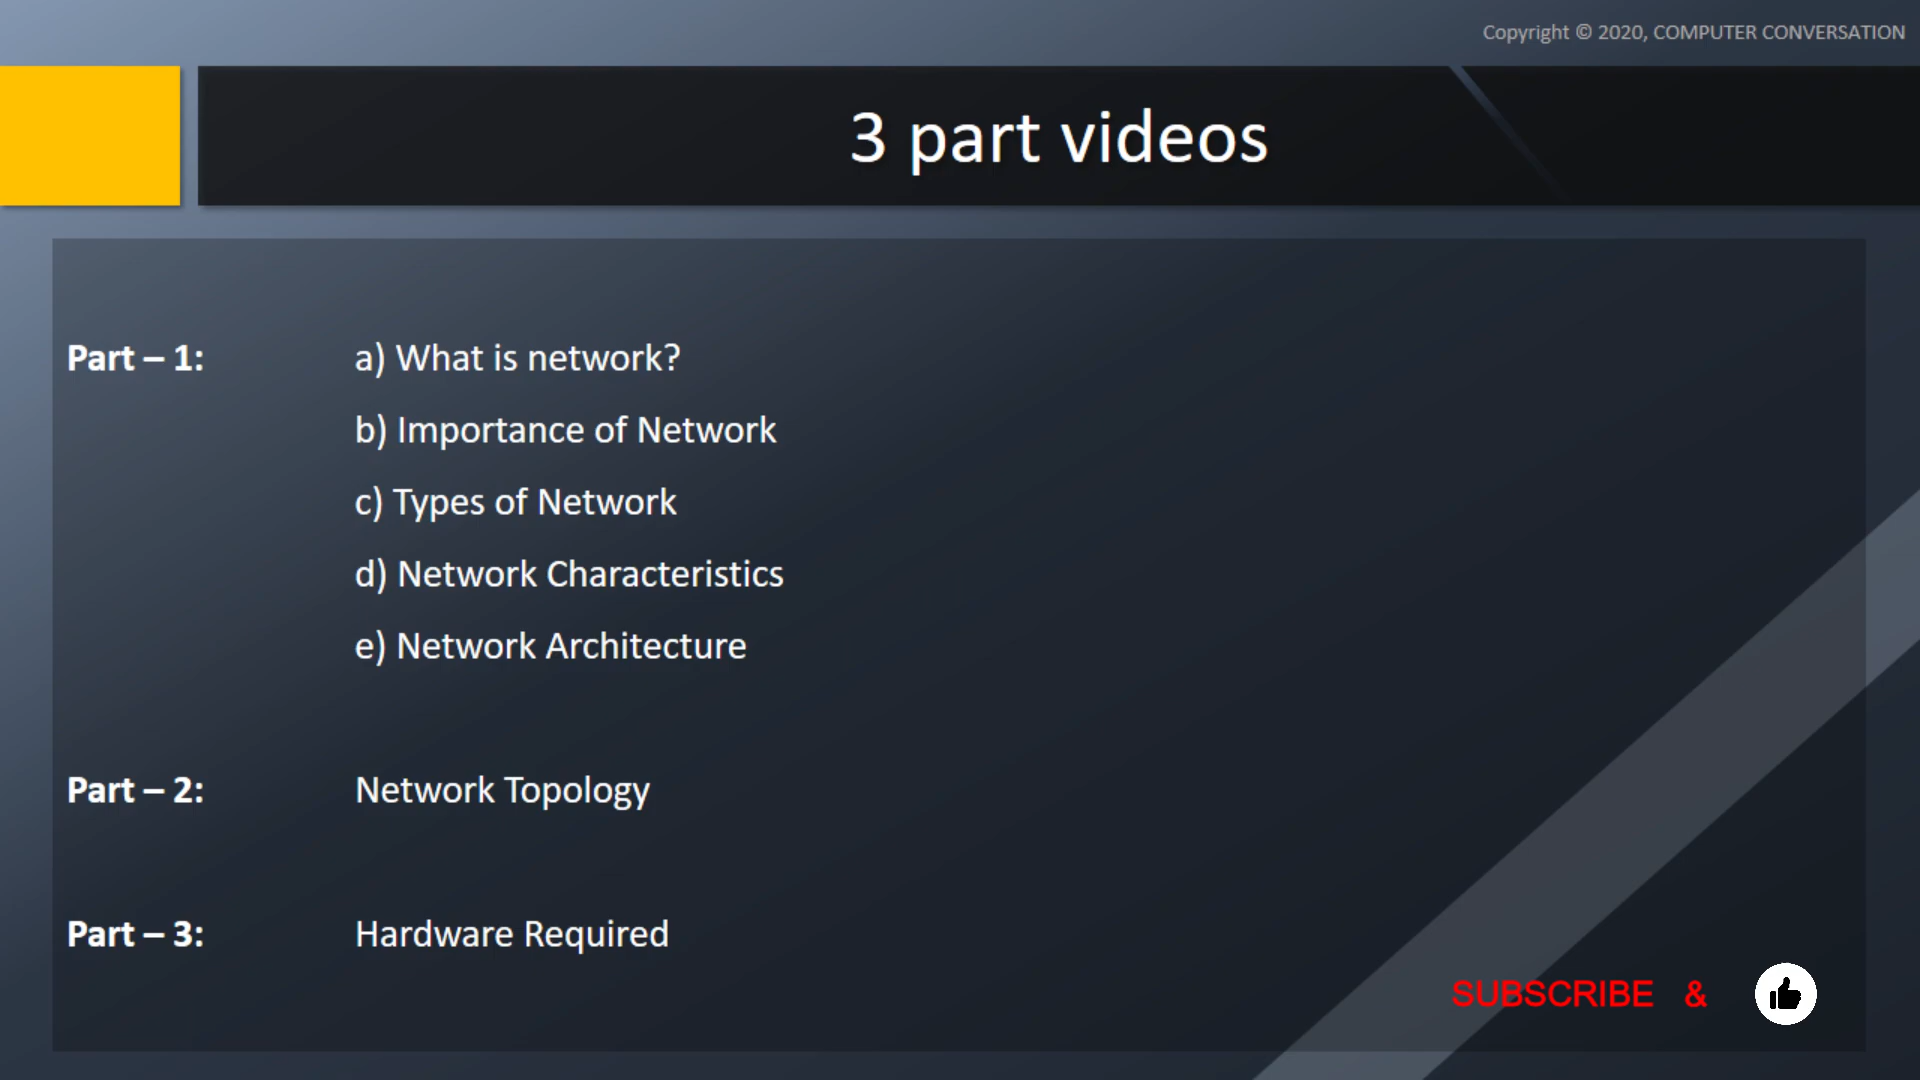 Copyright © 2020, COMPUTER CONVERSATION
3 part videos
Part – 1: a) What is network?
b) Importance of Network
c) Types of Network
d) Network Characteristics
e) Network Architecture
Part – 2: Network Topology
Part – 3: Hardware Required
SUBSCRIBE &